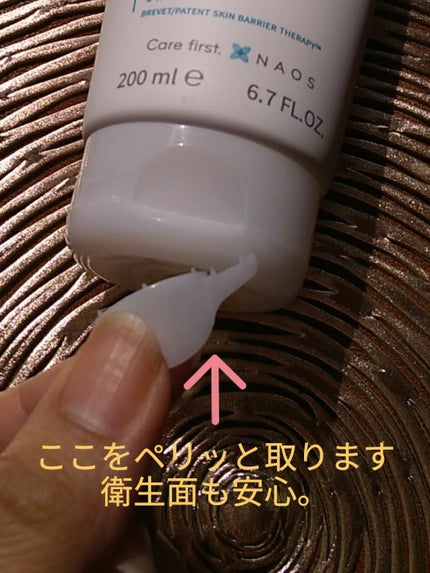 BREVET/PATENT SKIN BARRIER THERAPY™
Care first. NAOS
200 ml e
6.7 FL.OZ.
ここをペリッと取ります
衛生面も安心。